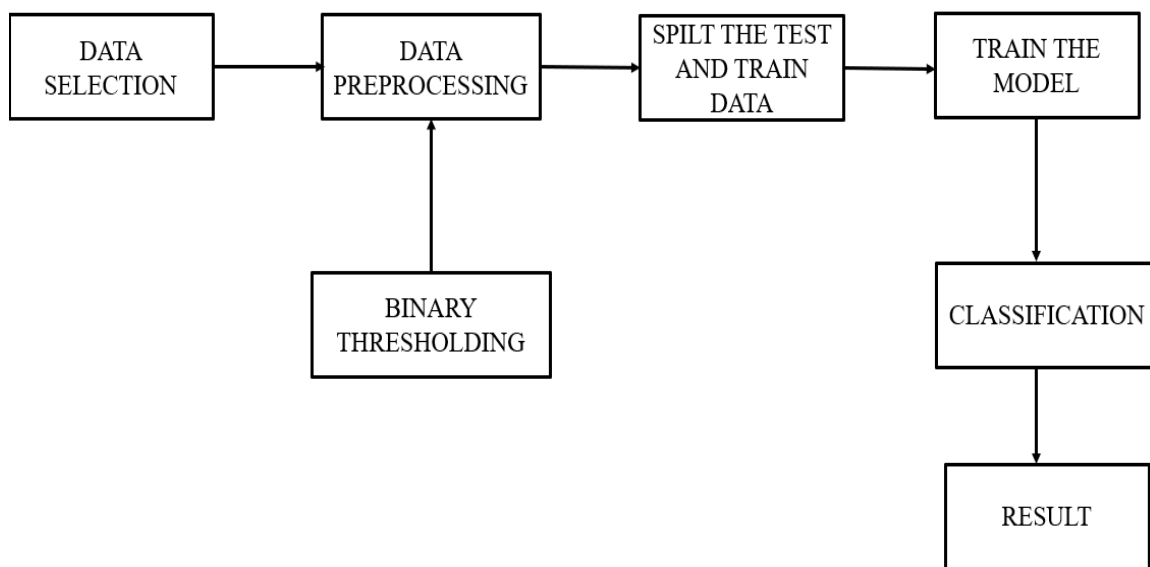 DATA
SELECTION
DATA
PREPROCESSING
SPILT THE TEST
AND TRAIN
DATA
TRAIN THE
MODEL
BINARY
THRESHOLDING
CLASSIFICATION
RESULT